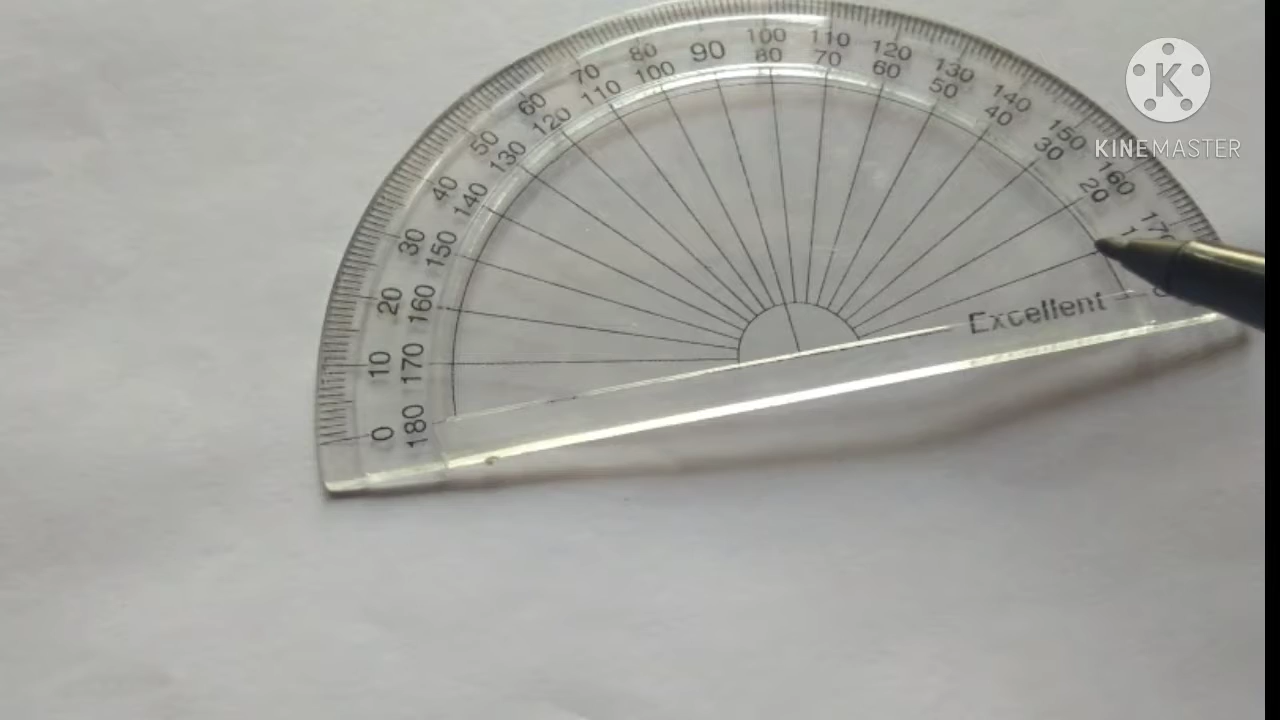 0 10 20 30 40 50 60 70 80 90 100 110 120 130 140 150 160 170
180 170 160 150 140 130 120 110 100 80 70 60 50 40 30 20
Excellent
K
KINEMASTER